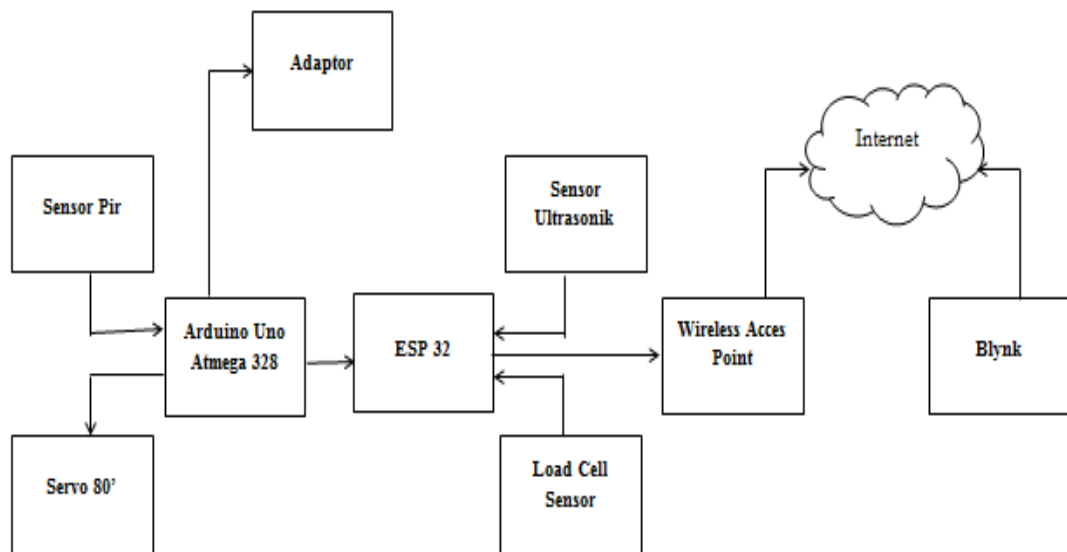 Adaptor
Internet
Sensor Pir
Sensor
Ultrasonik
Arduino Uno
Atmega 328
ESP 32
Wireless Acces
Point
Blynk
Servo 80’
Load Cell
Sensor